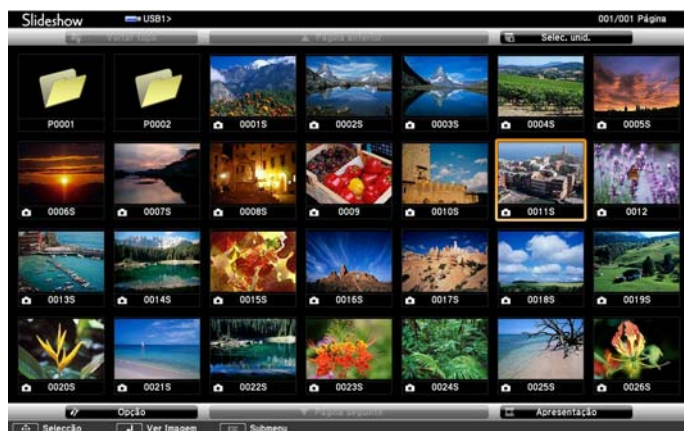 Slideshow USB1> 001/001 Página
Voltar topo Página anterior Selec. unid.
P0001 P0002 0001S 0002S 0003S 0004S 0005S
0006S 0007S 0008S 0009 0010S 0011S 0012
0013S 0014S 0015S 0016S 0017S 0018S 0019S
0020S 0021S 0022S 0023S 0024S 0025S 0026S
Opção Página seguinte Apresentação
Selecção Ver Imagem Submenu